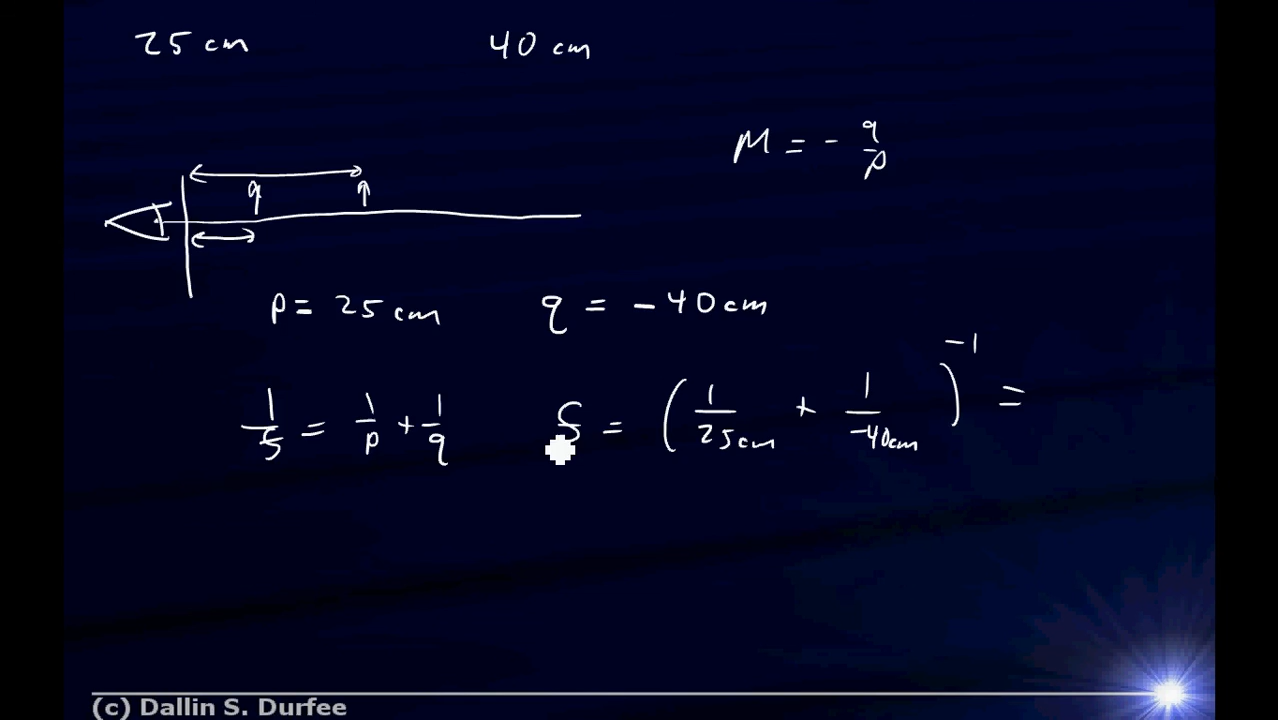 25 cm 40 cm
M = - q/p
q
p = 25 cm q = -40 cm
1/f = 1/p + 1/q f = (1/25cm + 1/-40cm)^-1 =
(c) Dallin S. Durfee